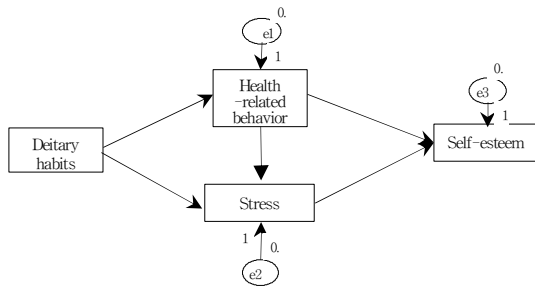 0.
e1
1
Health
-related
behavior
0.
e3
1
Deitary
habits
Self-esteem
Stress
1
0.
e2